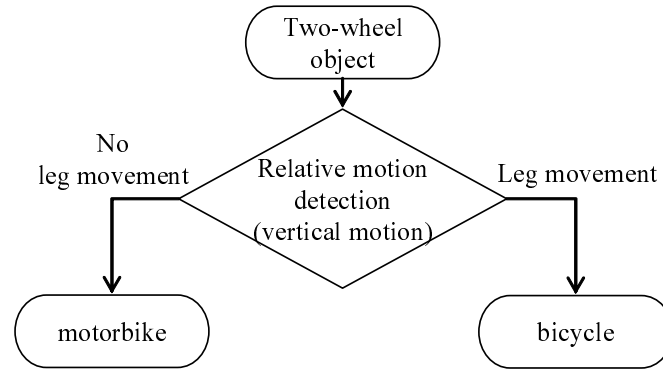 Two-wheel
object
No
leg movement
Relative motion
detection
(vertical motion)
Leg movement
motorbike
bicycle